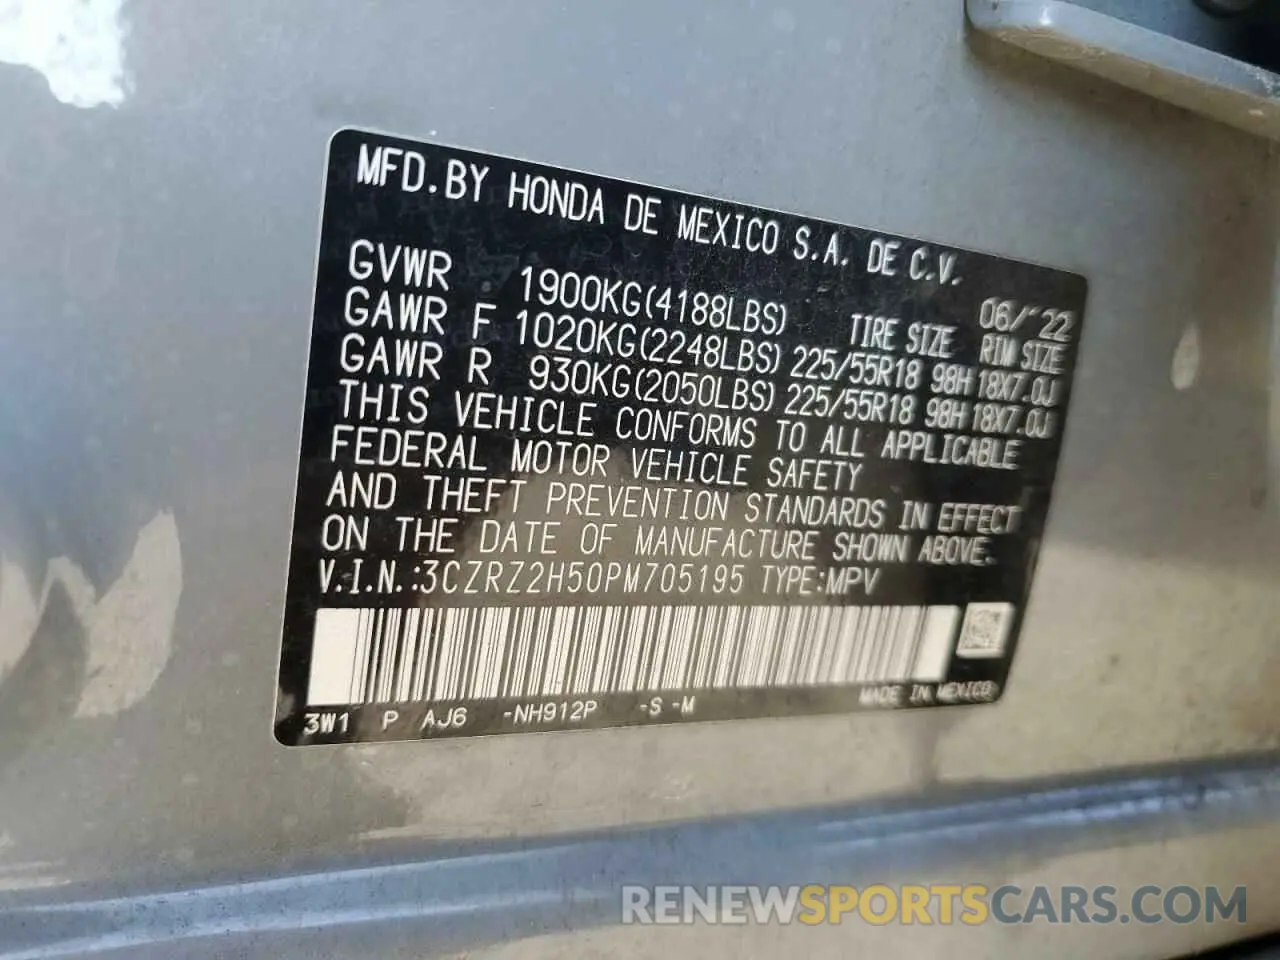 MFD.BY HONDA DE MEXICO S.A. DE C.V.
06/'22
GVWR 1900KG(4188LBS) TIRE SIZE RIM SIZE
GAWR F 1020KG(2248LBS) 225/55R18 98H 18X7.0J
GAWR R 930KG(2050LBS) 225/55R18 98H 18X7.0J
THIS VEHICLE CONFORMS TO ALL APPLICABLE
FEDERAL MOTOR VEHICLE SAFETY
AND THEFT PREVENTION STANDARDS IN EFFECT
ON THE DATE OF MANUFACTURE SHOWN ABOVE.
V.I.N.:3CZRZ2H50PM705195 TYPE:MPV
3W1 P AJ6 -NH912P -S -M MADE IN MEXICO
RENEWSPORTSCARS.COM